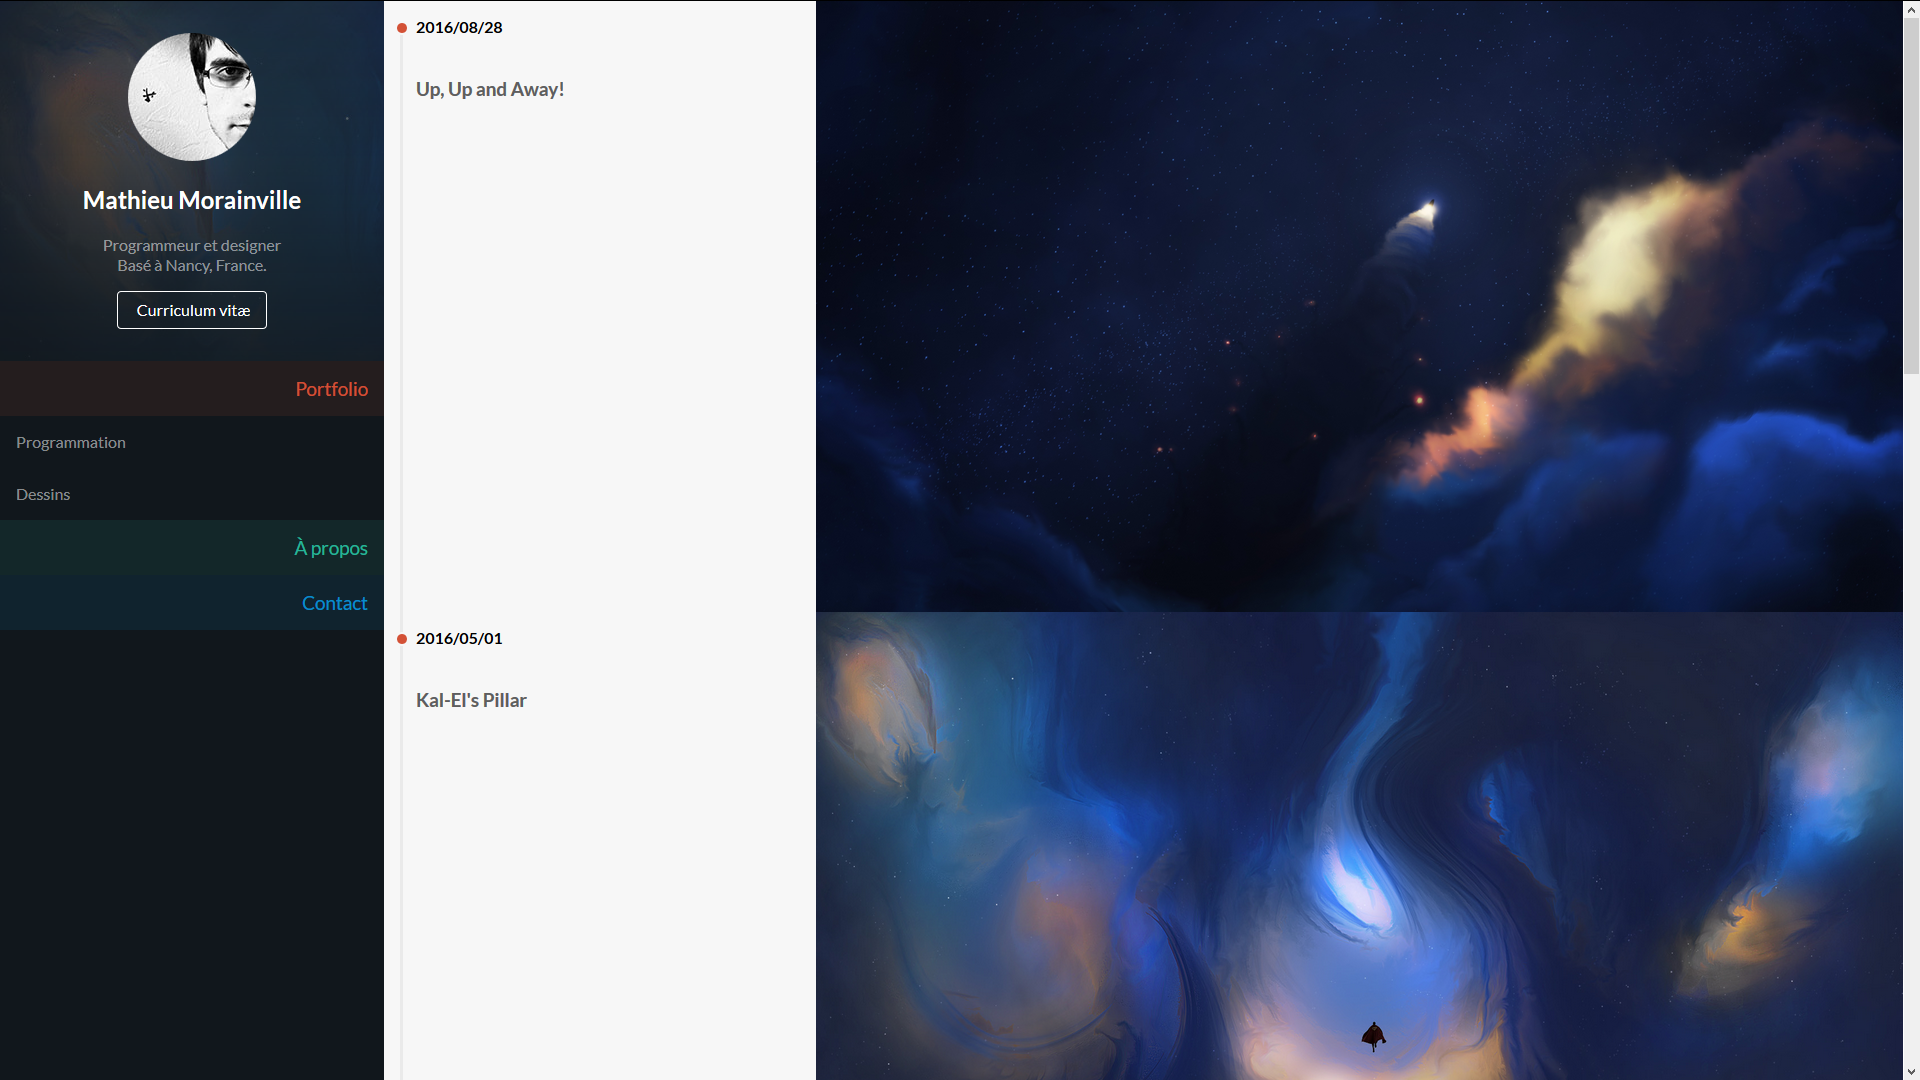 Mathieu Morainville
Programmeur et designer
Basé à Nancy, France.
Curriculum vitæ
Portfolio
Programmation
Dessins
À propos
Contact
2016/08/28
Up, Up and Away!
2016/05/01
Kal-El's Pillar